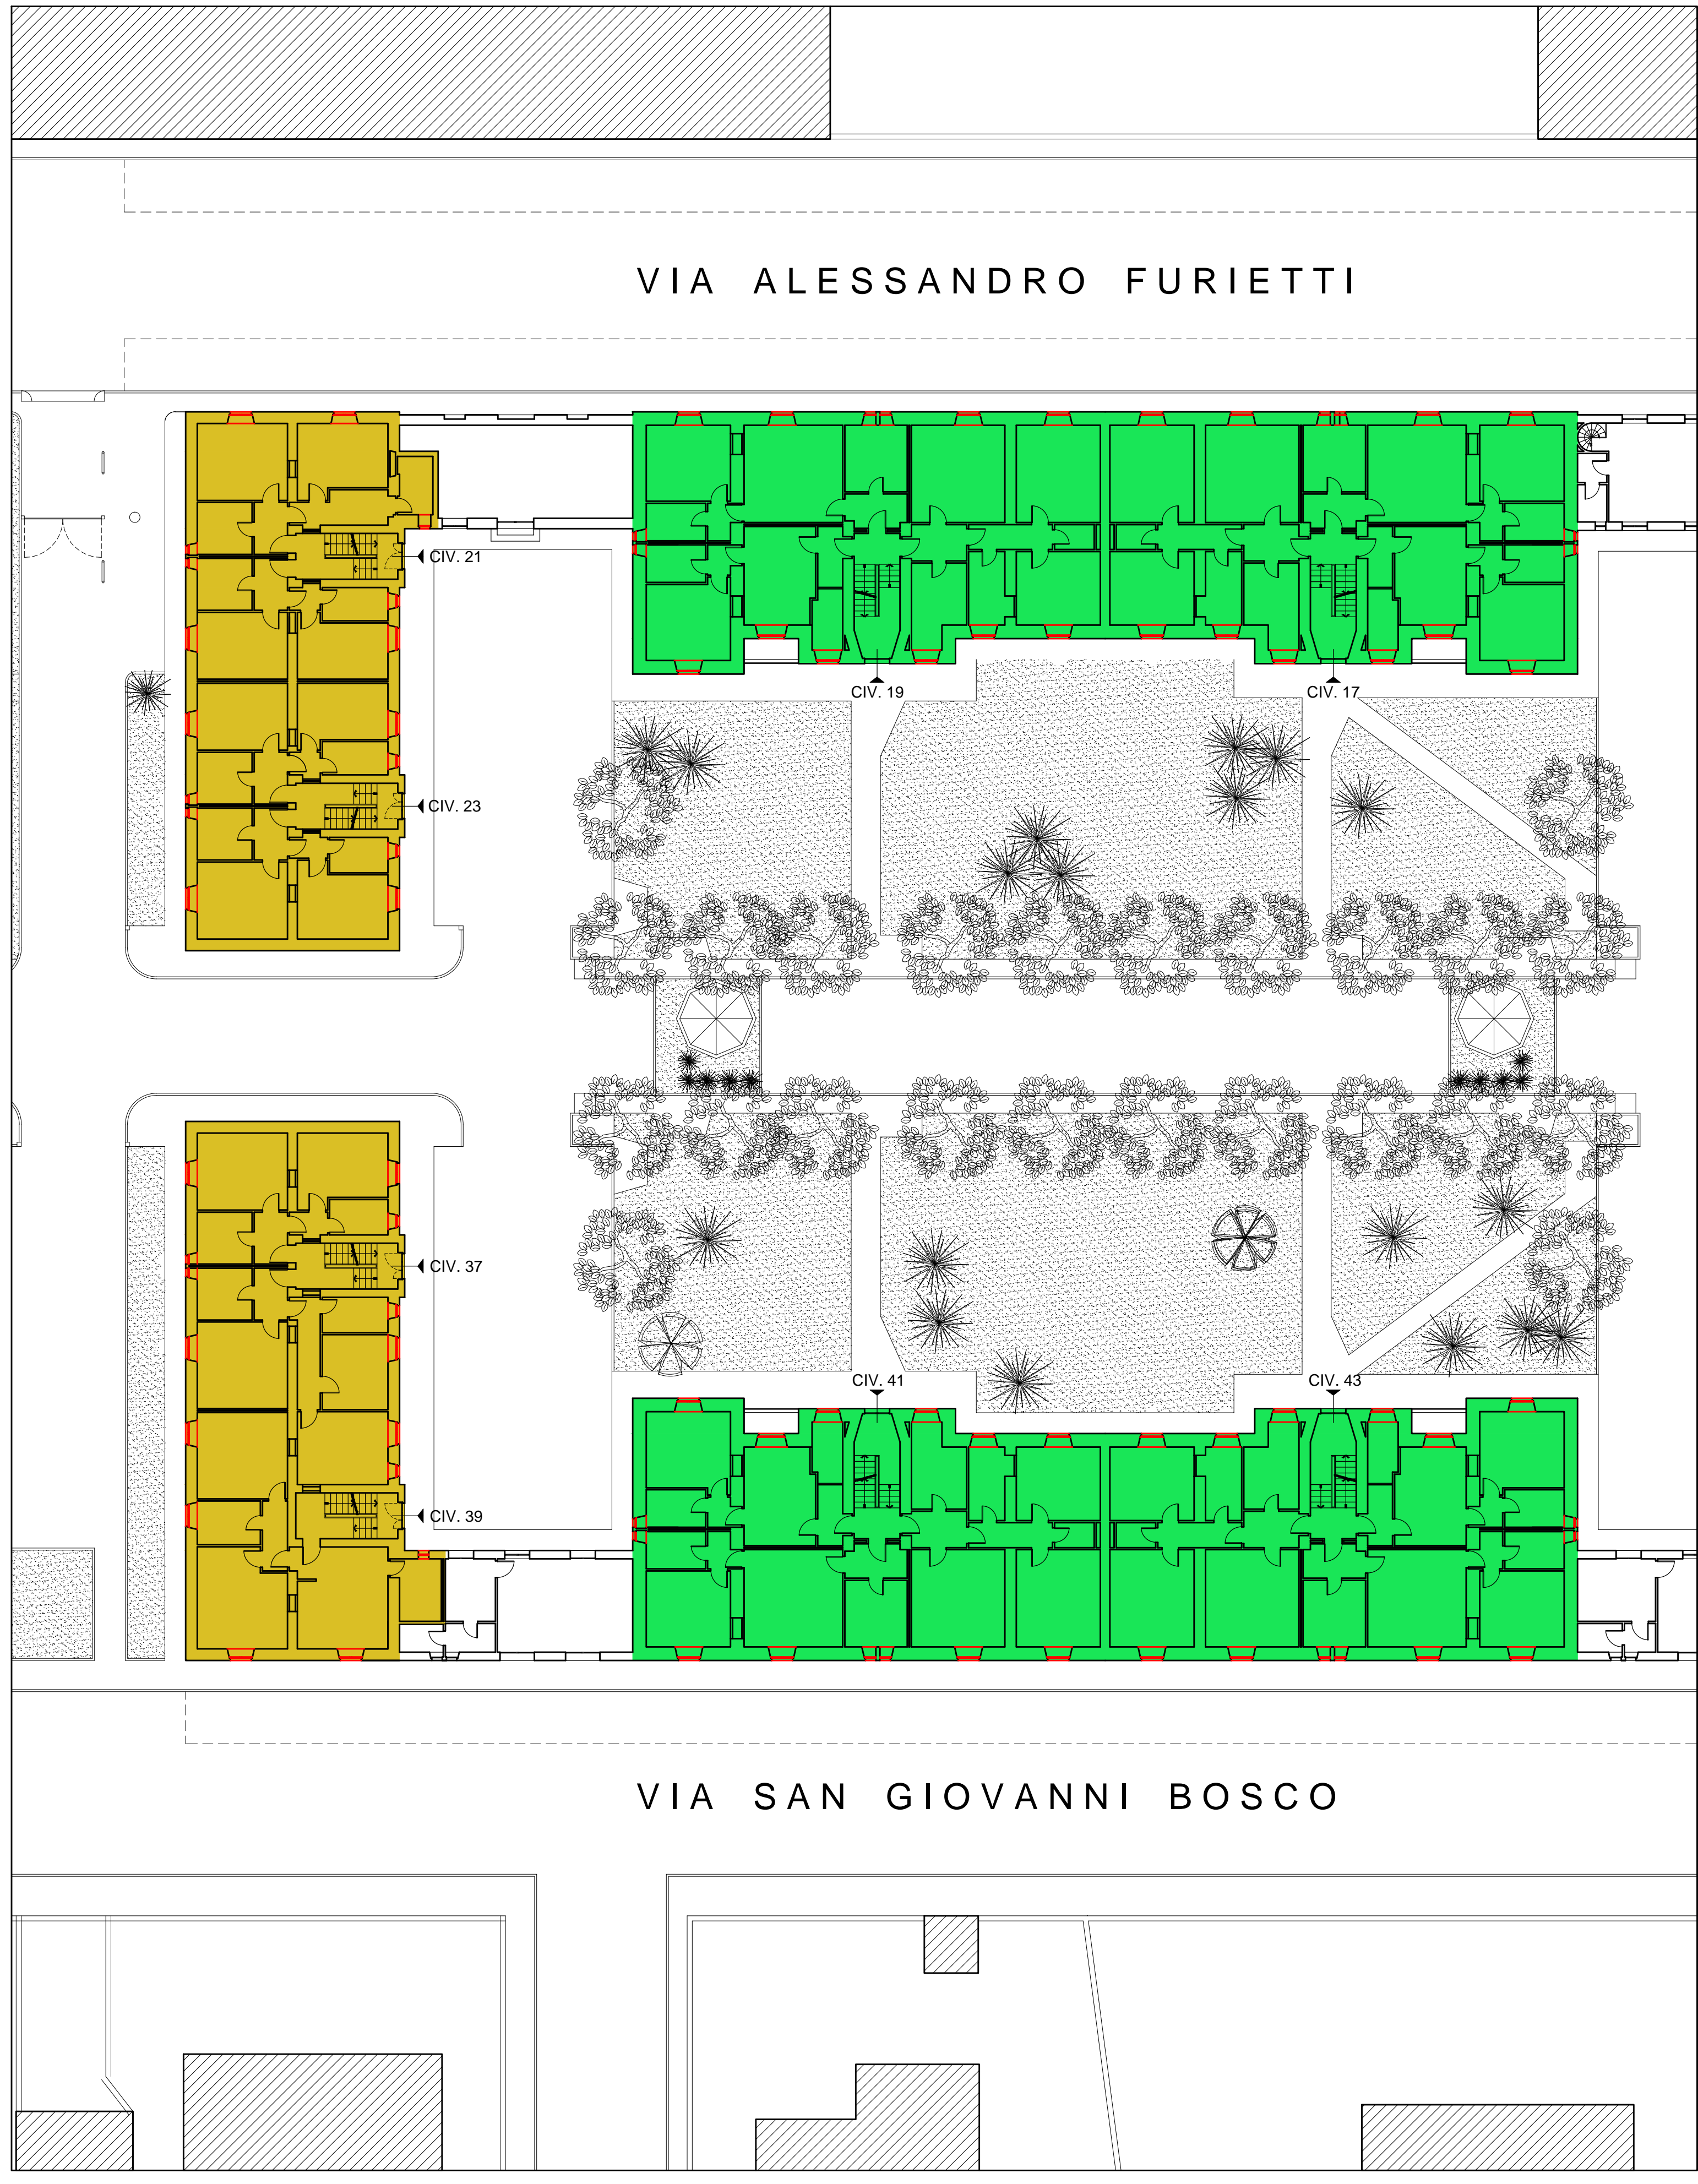 VIA ALESSANDRO FURIETTI
CIV. 21
CIV. 19
CIV. 17
CIV. 23
CIV. 37
CIV. 41
CIV. 43
CIV. 39
VIA SAN GIOVANNI BOSCO